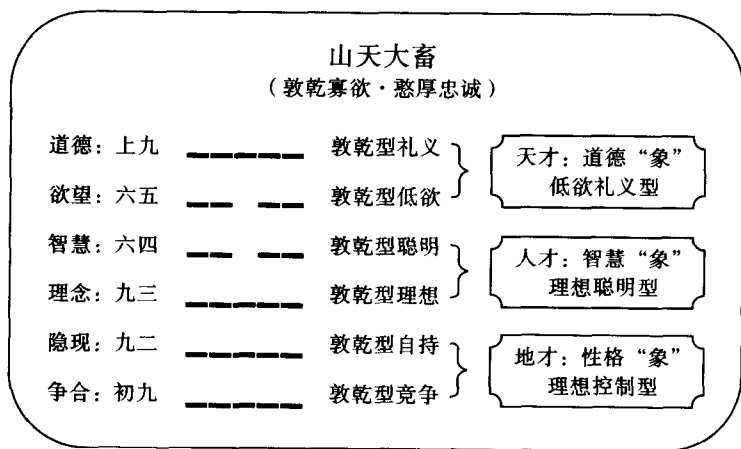 山天大畜
（敦乾寡欲·憨厚忠诚）
道德：上九 敦乾型礼义
欲望：六五 敦乾型低欲
天才：道德“象”
低欲礼义型
智慧：六四 敦乾型聪明
理念：九三 敦乾型理想
人才：智慧“象”
理想聪明型
隐现：九二 敦乾型自持
争合：初九 敦乾型竞争
地才：性格“象”
理想控制型